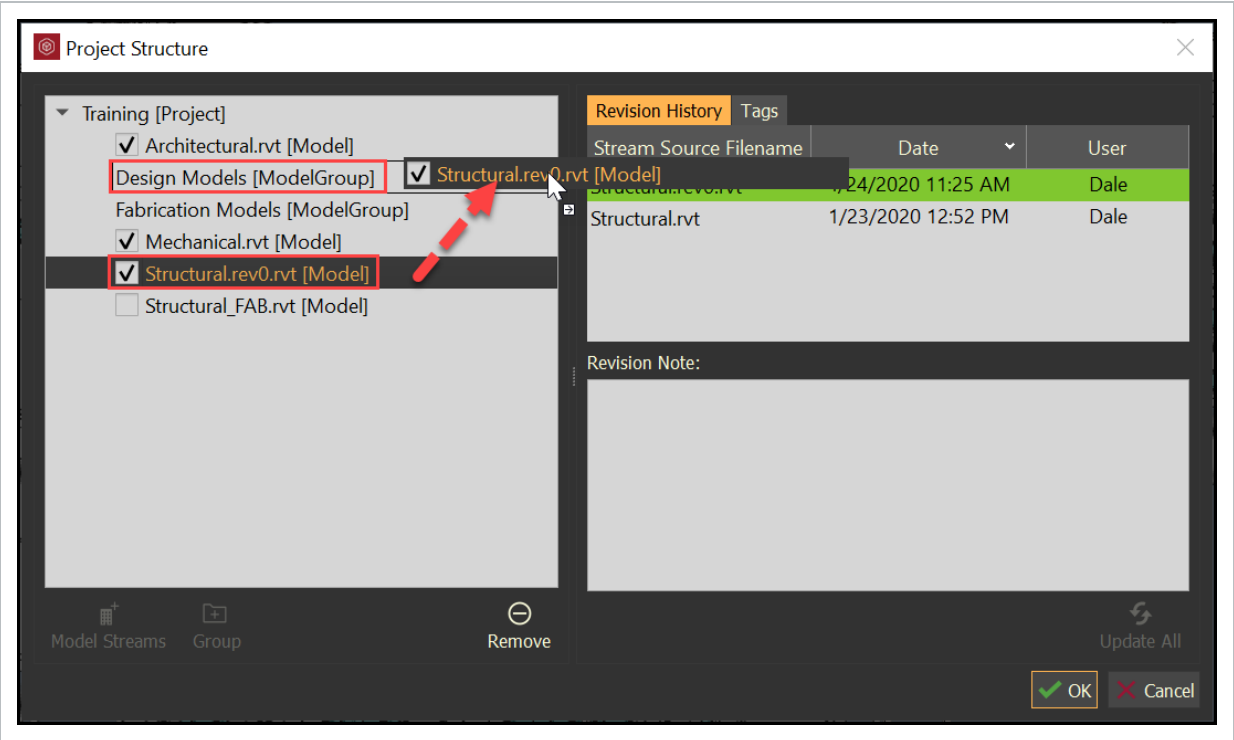 Project Structure
Training [Project]
Architectural.rvt [Model]
Design Models [ModelGroup]
Structural.rev0.rvt [Model]
Fabrication Models [ModelGroup]
Mechanical.rvt [Model]
Structural.rev0.rvt [Model]
Structural_FAB.rvt [Model]
Model Streams
Group
Remove
Revision History Tags
Stream Source Filename Date User
Structural.rev0.rvt 1/24/2020 11:25 AM Dale
Structural.rvt 1/23/2020 12:52 PM Dale
Revision Note:
Update All
OK Cancel